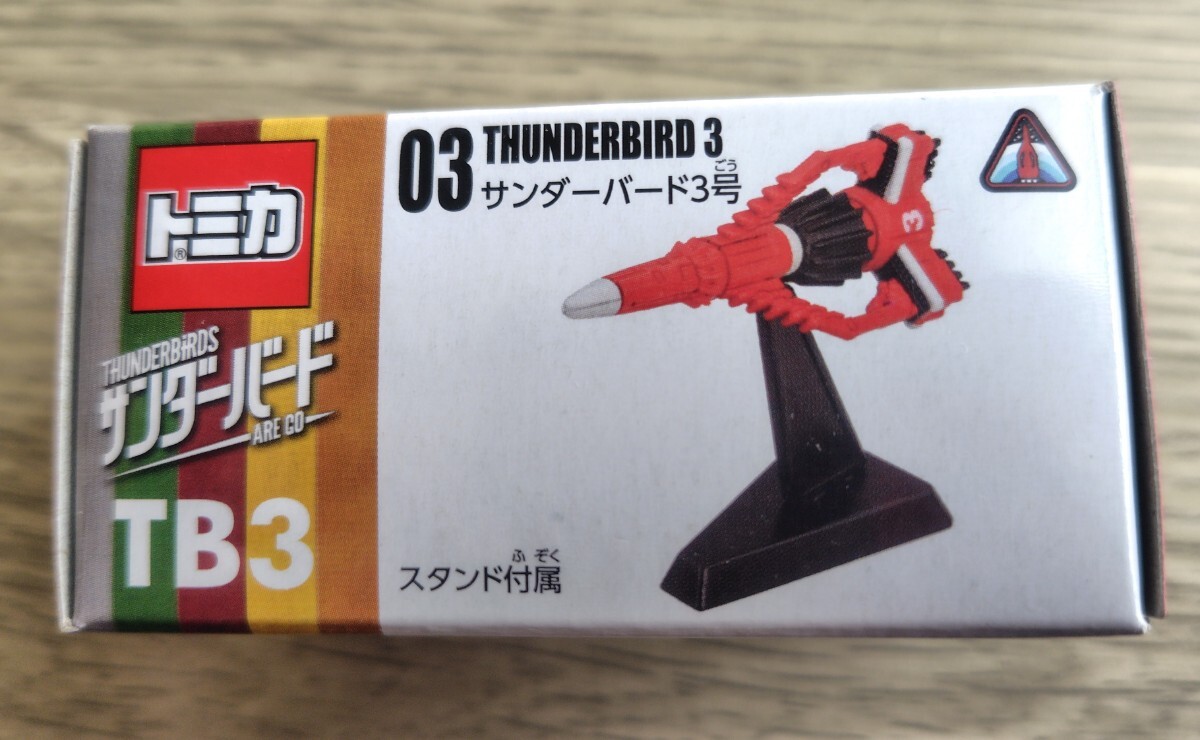 トミカ
®
THUNDERBiRDS
サンダーバード
ARE GO
TB3
03 THUNDERBIRD 3
サンダーバード3号
ごう
3
ふぞく
スタンド付属